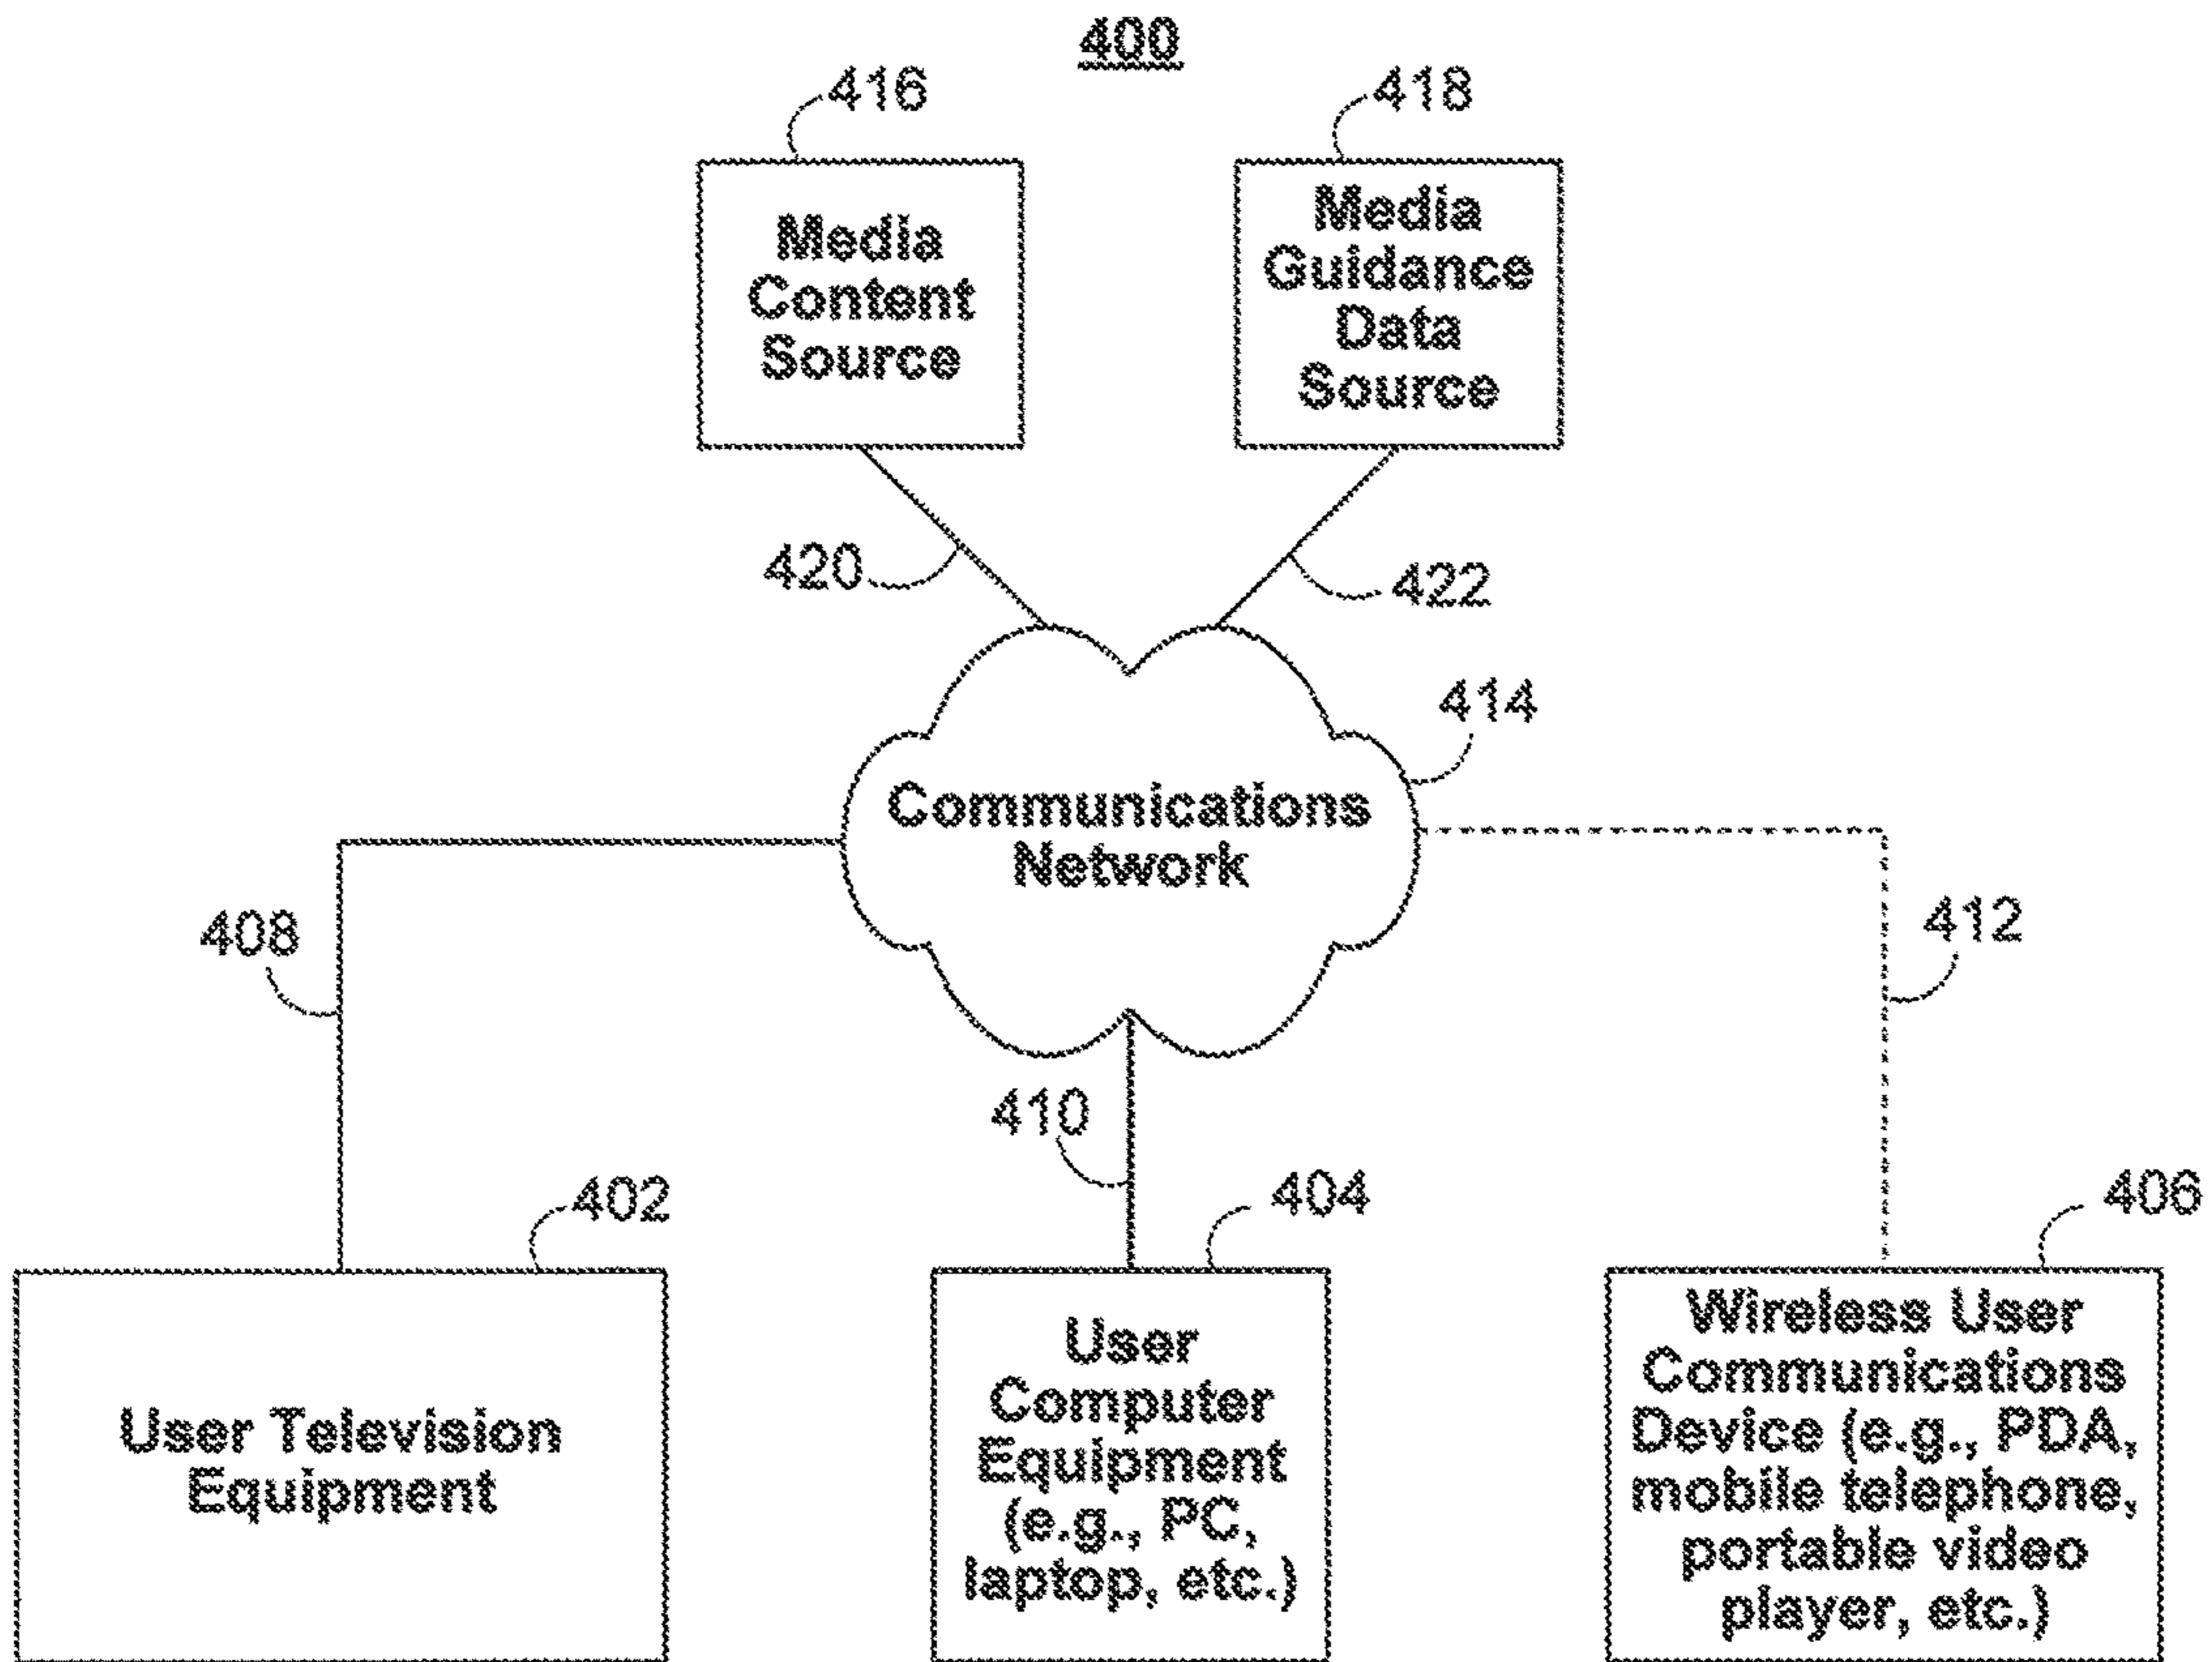 400
416
418
Media
Content
Source
Media
Guidance
Data
Source
420
422
414
Communications
Network
408
412
410
402
404
406
User Television
Equipment
User
Computer
Equipment
(e.g., PC,
laptop, etc.)
Wireless User
Communications
Device (e.g., PDA,
mobile telephone,
portable video
player, etc.)